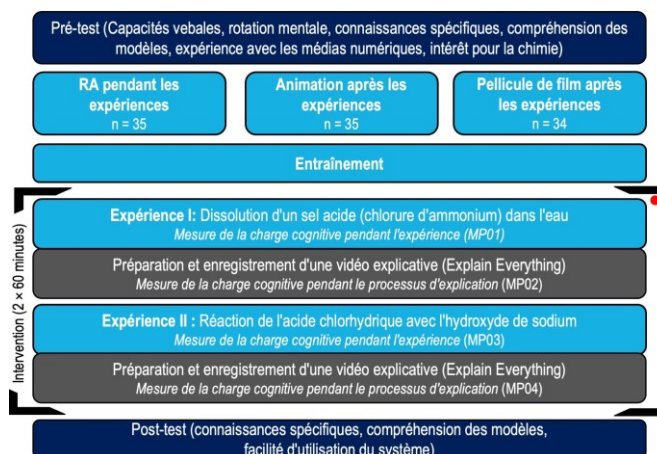 Pré-test (Capacités vebales, rotation mentale, connaissances spécifiques, compréhension des
modèles, expérience avec les médias numériques, intérêt pour la chimie)
RA pendant les
expériences
n = 35
Animation après les
expériences
n = 35
Pellicule de film après
les expériences
n = 34
Entraînement
Intervention (2 × 60 minutes)
Expérience I: Dissolution d'un sel acide (chlorure d'ammonium) dans l'eau
Mesure de la charge cognitive pendant l'expérience (MP01)
Préparation et enregistrement d'une vidéo explicative (Explain Everything)
Mesure de la charge cognitive pendant le processus d'explication (MP02)
Expérience II : Réaction de l'acide chlorhydrique avec l'hydroxyde de sodium
Mesure de la charge cognitive pendant l'expérience (MP03)
Préparation et enregistrement d'une vidéo explicative (Explain Everything)
Mesure de la charge cognitive pendant le processus d'explication (MP04)
Post-test (connaissances spécifiques, compréhension des modèles,
facilité d'utilisation du système)